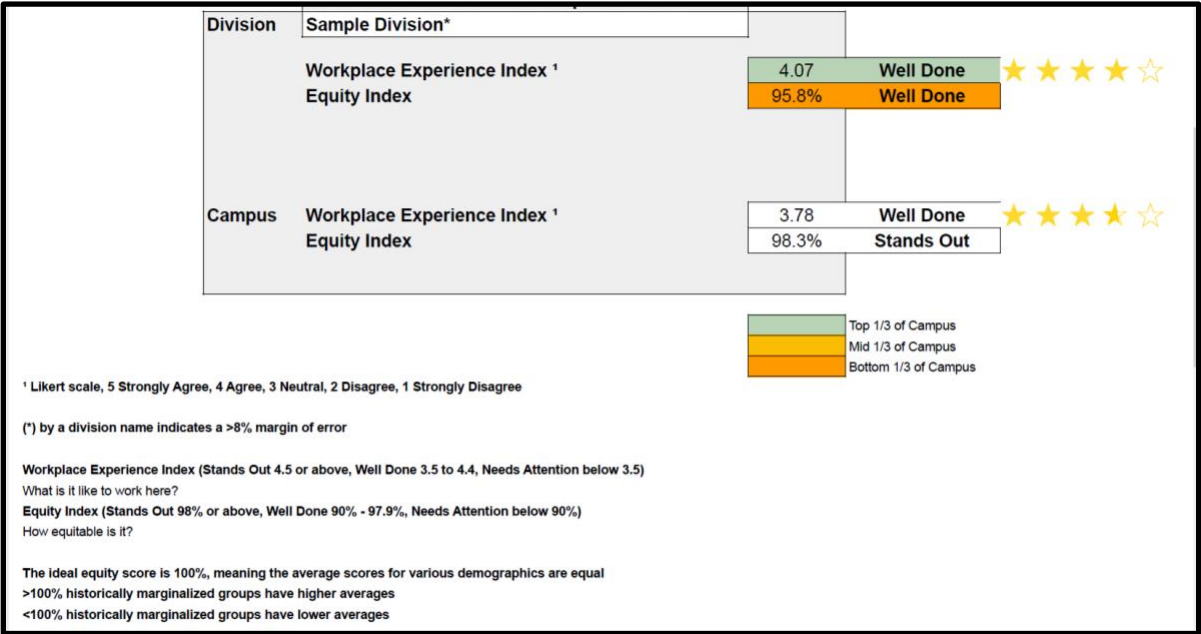 Division Sample Division*
Workplace Experience Index ¹ 4.07 Well Done
Equity Index 95.8% Well Done
Campus Workplace Experience Index ¹ 3.78 Well Done
Equity Index 98.3% Stands Out
Top 1/3 of Campus
Mid 1/3 of Campus
Bottom 1/3 of Campus
¹ Likert scale, 5 Strongly Agree, 4 Agree, 3 Neutral, 2 Disagree, 1 Strongly Disagree
(*) by a division name indicates a >8% margin of error
Workplace Experience Index (Stands Out 4.5 or above, Well Done 3.5 to 4.4, Needs Attention below 3.5)
What is it like to work here?
Equity Index (Stands Out 98% or above, Well Done 90% - 97.9%, Needs Attention below 90%)
How equitable is it?
The ideal equity score is 100%, meaning the average scores for various demographics are equal
>100% historically marginalized groups have higher averages
<100% historically marginalized groups have lower averages